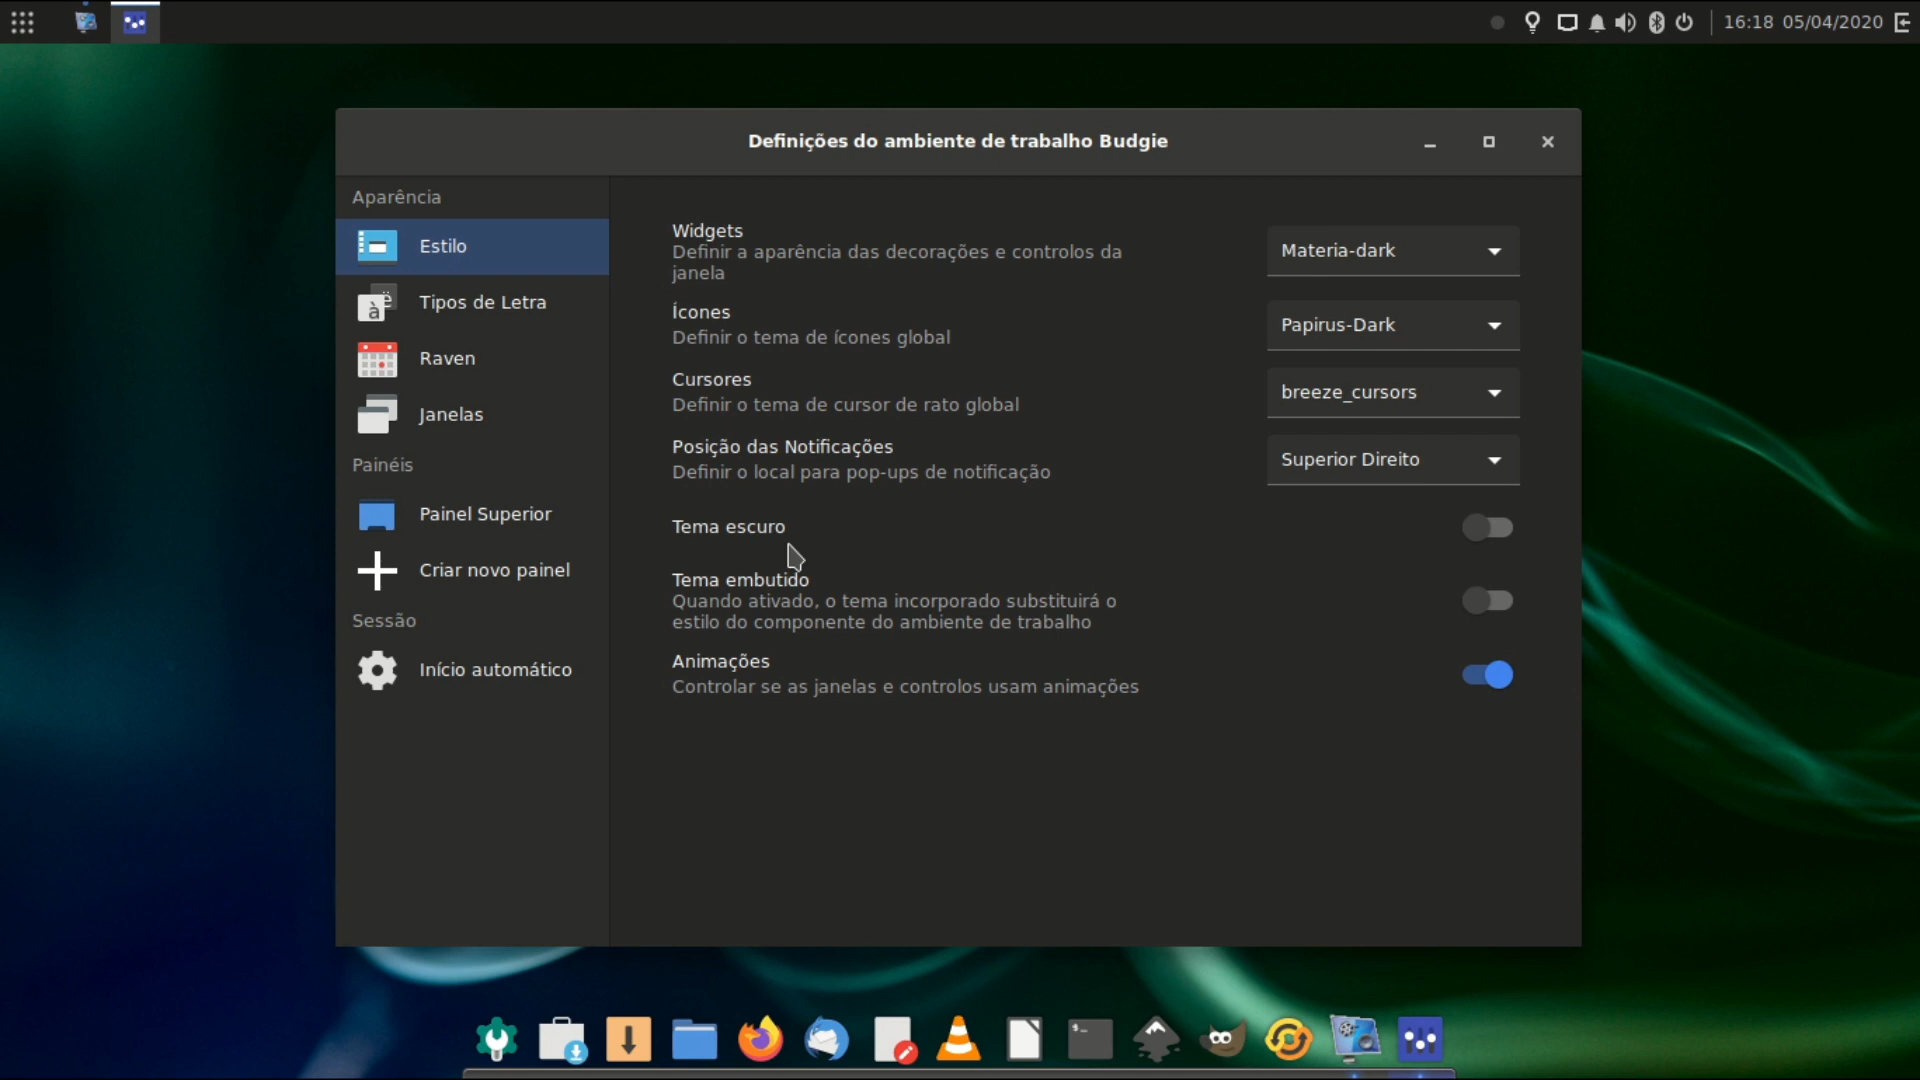 16:18 05/04/2020
Definições do ambiente de trabalho Budgie
Aparência
Estilo
Tipos de Letra
Raven
Janelas
Painéis
Painel Superior
Criar novo painel
Sessão
Início automático
Widgets
Definir a aparência das decorações e controlos da
janela
Materia-dark
Ícones
Definir o tema de ícones global
Papirus-Dark
Cursores
Definir o tema de cursor de rato global
breeze_cursors
Posição das Notificações
Definir o local para pop-ups de notificação
Superior Direito
Tema escuro
Tema embutido
Quando ativado, o tema incorporado substituirá o
estilo do componente do ambiente de trabalho
Animações
Controlar se as janelas e controlos usam animações